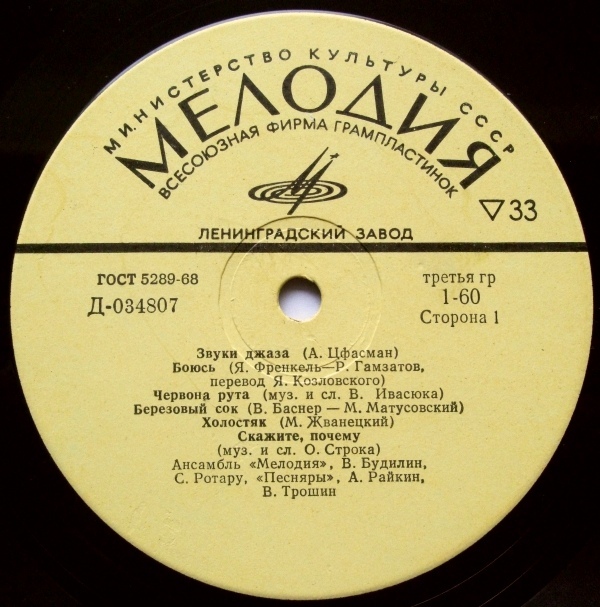 МИНИСТЕРСТВО КУЛЬТУРЫ СССР
МЕЛОДИЯ
ВСЕСОЮЗНАЯ ФИРМА ГРАМПЛАСТИНОК
▽33
ЛЕНИНГРАДСКИЙ ЗАВОД
ГОСТ 5289-68
Д-034807
третья гр
1-60
Сторона 1
Звуки джаза (А. Цфасман)
Боюсь (Я. Френкель—Р. Гамзатов,
перевод Я. Козловского)
Червона рута (муз. и сл. В. Ивасюка)
Березовый сок (В. Баснер — М. Матусовский)
Холостяк (М. Жванецкий)
Скажите, почему
(муз. и сл. О. Строка)
Ансамбль «Мелодия», В. Будилин,
С. Ротару, «Песняры», А. Райкин,
В. Трошин